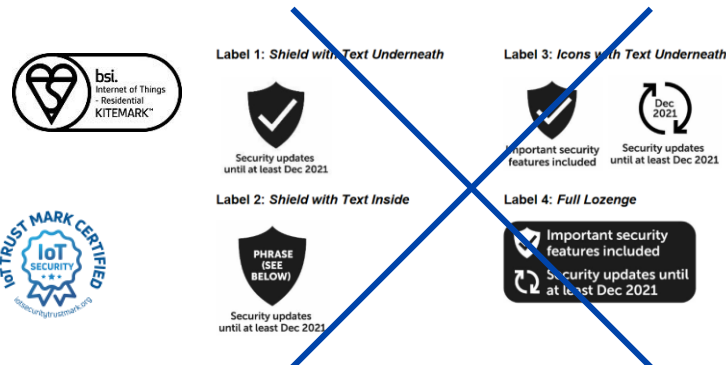 bsi.
Internet of Things
- Residential
KITEMARK™
IoT TRUST MARK CERTIFIED
IoT
SECURITY
iotsecuritytrustmark.org
Label 1: Shield with Text Underneath
Security updates
until at least Dec 2021
Label 2: Shield with Text Inside
PHRASE
(SEE
BELOW)
Security updates
until at least Dec 2021
Label 3: Icons with Text Underneath
Important security
features included
Dec
2021
Security updates
until at least Dec 2021
Label 4: Full Lozenge
Important security
features included
Security updates until
at least Dec 2021